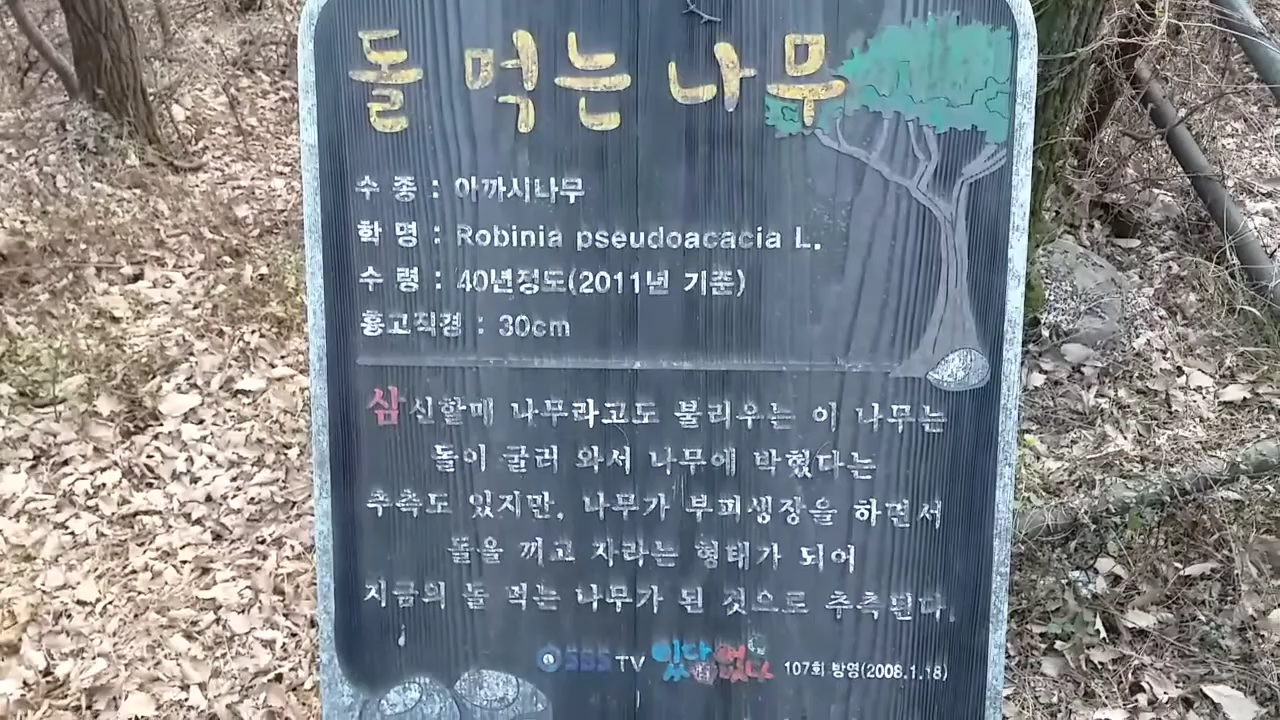 돌 먹는 나무
수 종 : 아까시나무
학 명 : Robinia pseudoacacia L.
수 령 : 40년정도(2011년 기준)
흉고직경 : 30cm
삼신할매 나무라고도 불리우는 이 나무는
돌이 굴러 와서 나무에 박혔다는
추측도 있지만, 나무가 부피생장을 하면서
돌을 끼고 자라는 형태가 되어
지금의 돌 먹는 나무가 된 것으로 추측된다.
SBS TV 있다 없다 107회 방영(2008.1.18)